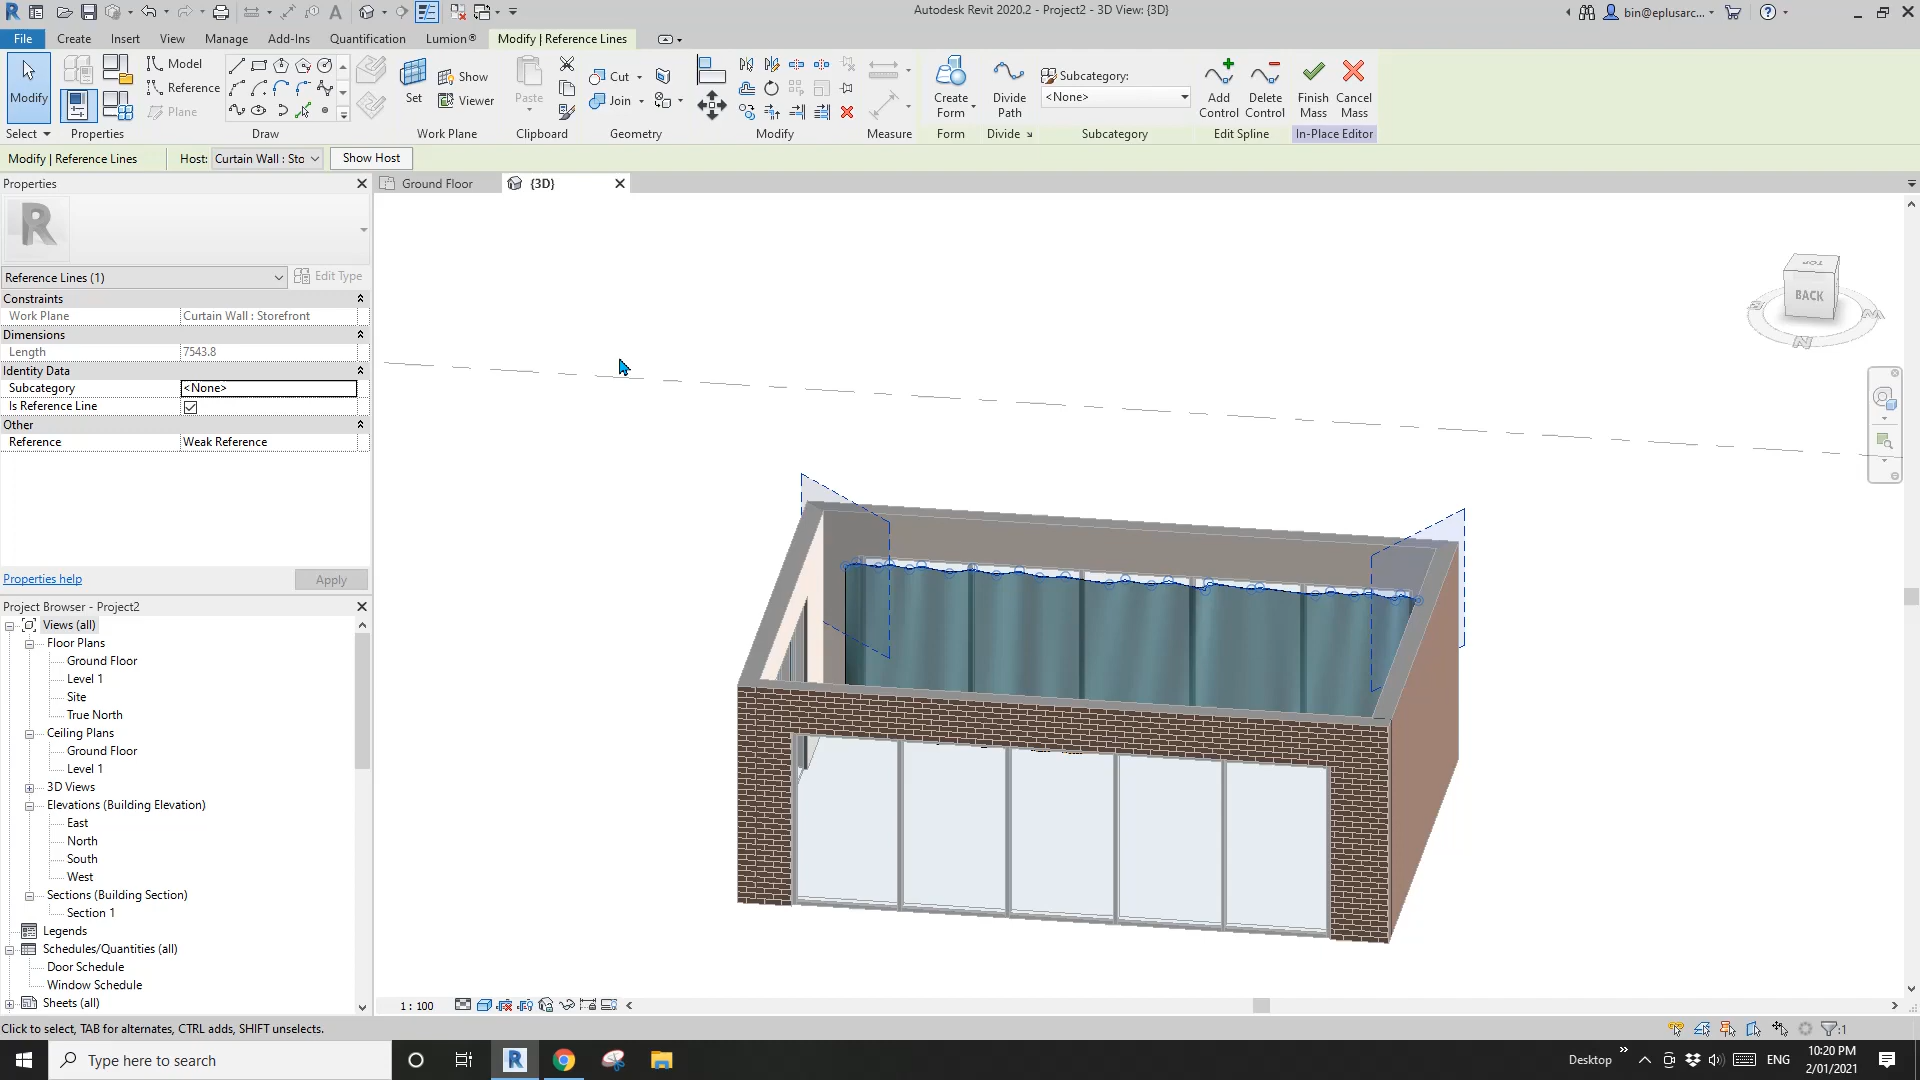 Autodesk Revit 2020.2 - Project2 - 3D View: {3D}
bin@eplusarc...
File
Create
Insert
View
Manage
Add-Ins
Quantification
Lumion®
Modify | Reference Lines
Modify
Model
Reference
Plane
Set
Show
Viewer
Paste
Cut
Join
Create Form
Divide Path
Subcategory:
<None>
Add Control
Delete Control
Finish Mass
Cancel Mass
Select
Properties
Draw
Work Plane
Clipboard
Geometry
Modify
Measure
Form
Divide
Subcategory
Edit Spline
In-Place Editor
Modify | Reference Lines
Host:
Curtain Wall : Sto
Show Host
Properties
Ground Floor
{3D}
R
Reference Lines (1)
Edit Type
Constraints
Work Plane
Curtain Wall : Storefront
Dimensions
Length
7543.8
Identity Data
Subcategory
<None>
Is Reference Line
Other
Reference
Weak Reference
TOP
BACK
Properties help
Apply
Project Browser - Project2
Views (all)
Floor Plans
Ground Floor
Level 1
Site
True North
Ceiling Plans
Ground Floor
Level 1
3D Views
Elevations (Building Elevation)
East
North
South
West
Sections (Building Section)
Section 1
Legends
Schedules/Quantities (all)
Door Schedule
Window Schedule
Sheets (all)
1 : 100
Click to select, TAB for alternates, CTRL adds, SHIFT unselects.
:1
Type here to search
Desktop
ENG
10:20 PM
2/01/2021